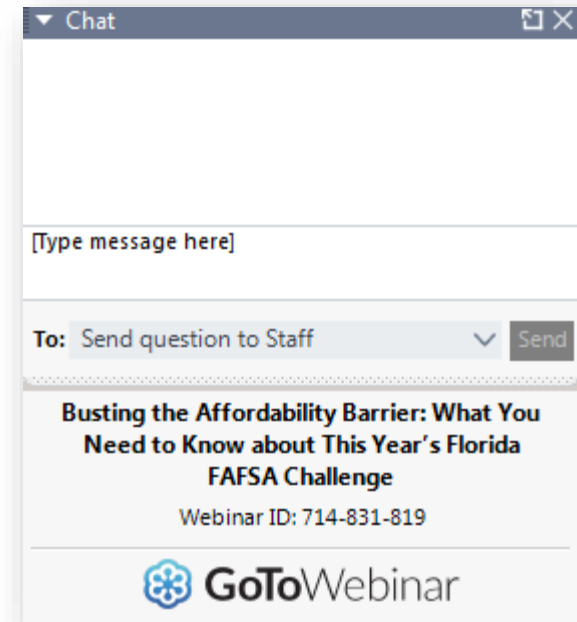 Chat
[Type message here]
To: Send question to Staff Send
Busting the Affordability Barrier: What You
Need to Know about This Year's Florida
FAFSA Challenge
Webinar ID: 714-831-819
GoToWebinar